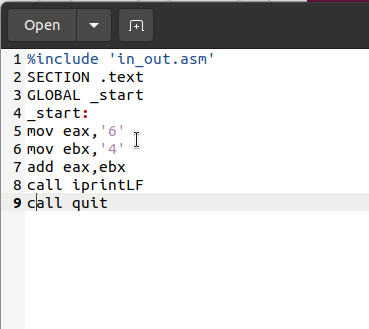 Open
1 %include 'in_out.asm'
2 SECTION .text
3 GLOBAL _start
4 _start:
5 mov eax,'6'
6 mov ebx,'4'
7 add eax,ebx
8 call iprintLF
9 call quit